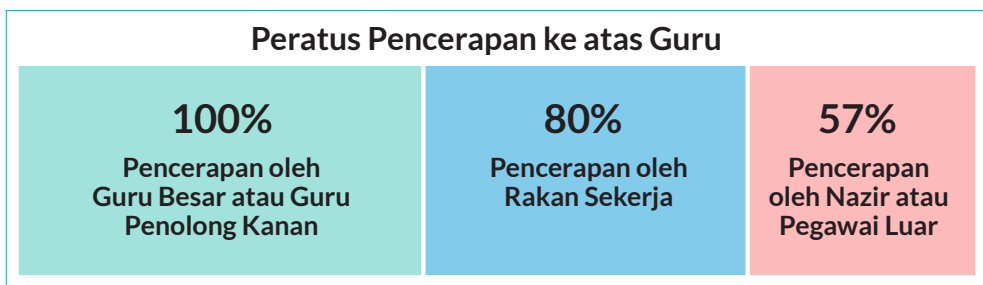 Peratus Pencerapan ke atas Guru
100%
Pencerapan oleh
Guru Besar atau Guru
Penolong Kanan
80%
Pencerapan oleh
Rakan Sekerja
57%
Pencerapan
oleh Nazir atau
Pegawai Luar